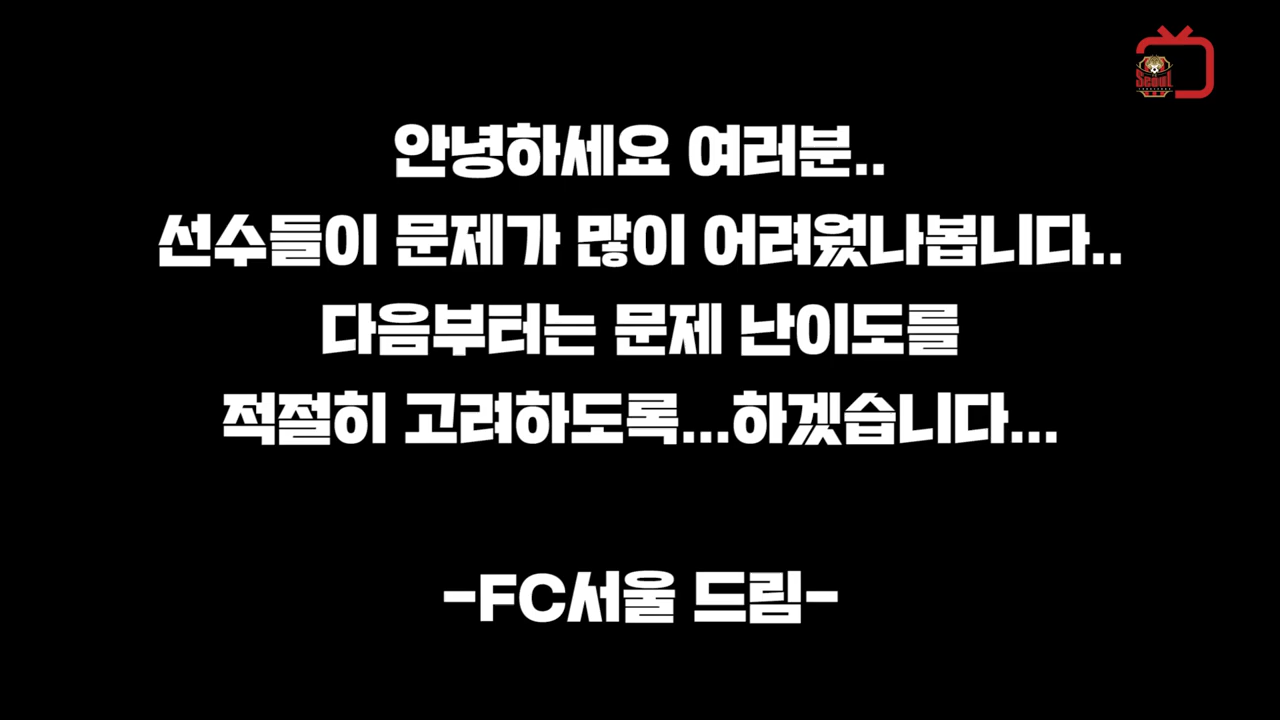 Seoul
안녕하세요 여러분..
선수들이 문제가 많이 어려웠나봅니다..
다음부터는 문제 난이도를
적절히 고려하도록...하겠습니다...
-FC서울 드림-